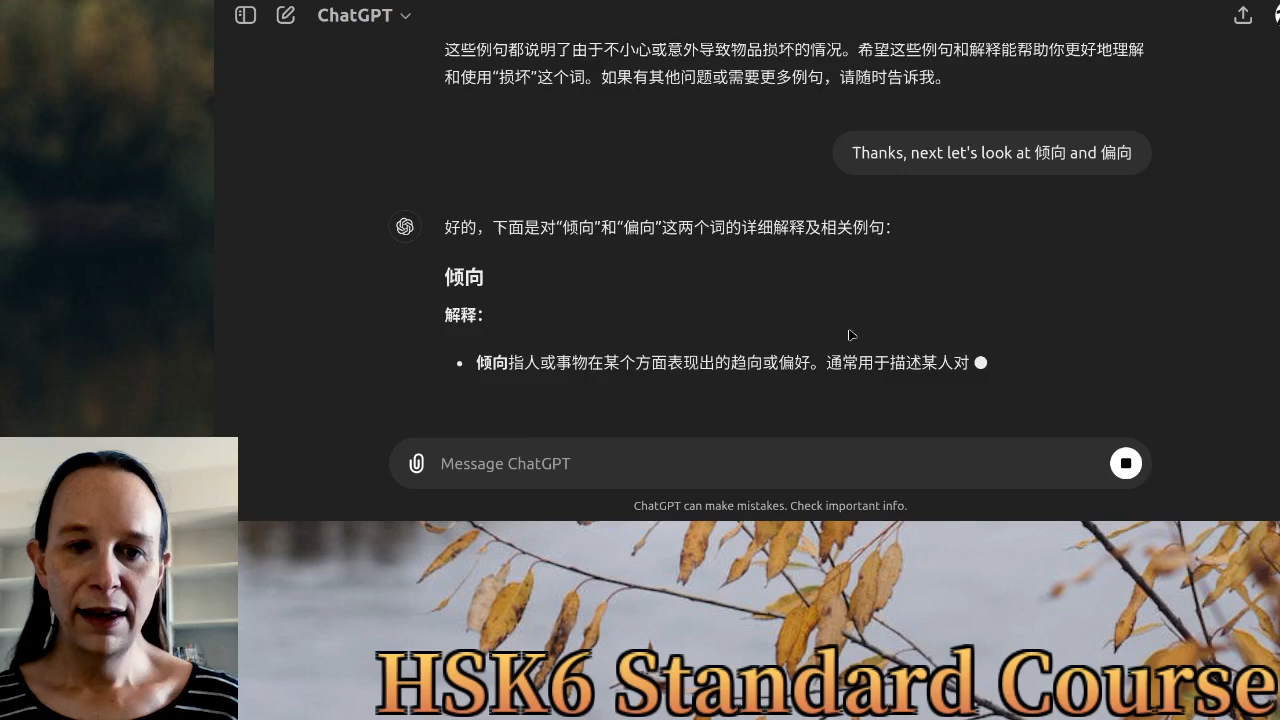 ChatGPT
这些例句都说明了由于不小心或意外导致物品损坏的情况。希望这些例句和解释能帮助你更好地理解
和使用“损坏”这个词。如果有其他问题或需要更多例句，请随时告诉我。
Thanks, next let's look at 倾向 and 偏向
好的，下面是对“倾向”和“偏向”这两个词的详细解释及相关例句：
倾向
解释：
• 倾向指人或事物在某个方面表现出的趋向或偏好。通常用于描述某人对
Message ChatGPT
ChatGPT can make mistakes. Check important info.
HSK6 Standard Course